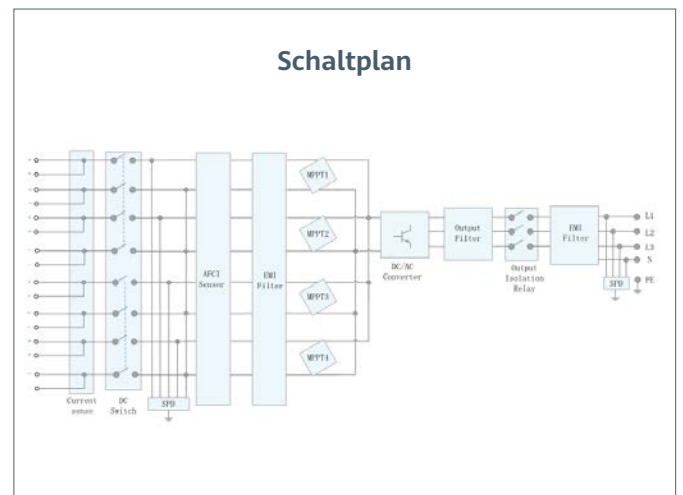 Schaltplan
MPPT1
MPPT2
MPPT3
MPPT4
AFCI
Sensor
EMI
Filter
DC/AC
Converter
Output
Filter
Output
Isolation
Relay
EMI
Filter
L1
L2
L3
S
PE
SPD
Current
sense
DC
Switch
SPD